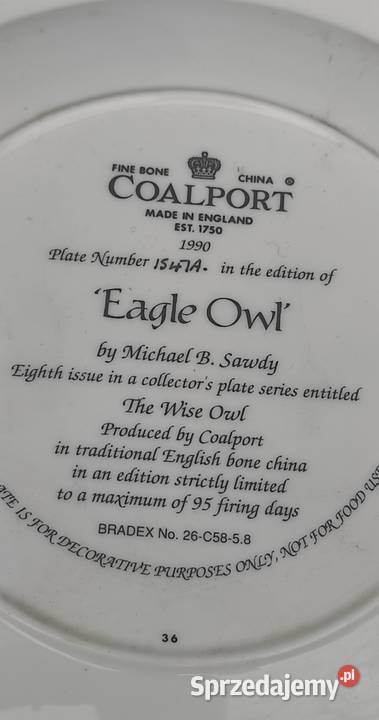 FINE BONE CHINA ®
COALPORT
MADE IN ENGLAND
EST. 1750
1990
Plate Number 1547A. in the edition of
'Eagle Owl'
by Michael B. Sawdy
Eighth issue in a collector's plate series entitled
The Wise Owl
Produced by Coalport
in traditional English bone china
in an edition strictly limited
to a maximum of 95 firing days
BRADEX No. 26-C58-5.8
ATE IS FOR DECORATIVE PURPOSES ONLY, NOT FOR FOOD USE
36
Sprzedajemy.pl